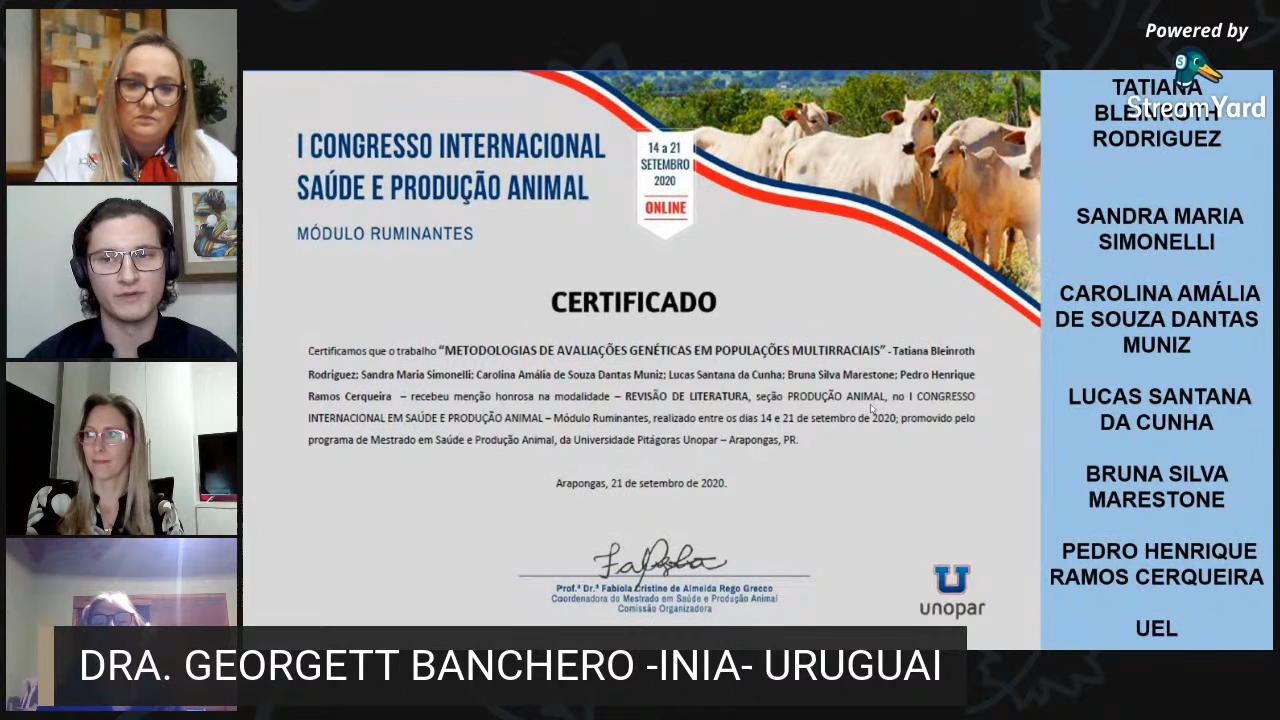 Powered by
StreamYard
I CONGRESSO INTERNACIONAL
SAÚDE E PRODUÇÃO ANIMAL
MÓDULO RUMINANTES
14 a 21
SETEMBRO
2020
ONLINE
CERTIFICADO
Certificamos que o trabalho “METODOLOGIAS DE AVALIAÇÕES GENÉTICAS EM POPULAÇÕES MULTIRRACIAIS” - Tatiana Bleinroth
Rodriguez; Sandra Maria Simonelli; Carolina Amália de Souza Dantas Muniz; Lucas Santana da Cunha; Bruna Silva Marestone; Pedro Henrique
Ramos Cerqueira – recebeu menção honrosa na modalidade – REVISÃO DE LITERATURA, seção PRODUÇÃO ANIMAL, no I CONGRESSO
INTERNACIONAL EM SAÚDE E PRODUÇÃO ANIMAL – Módulo Ruminantes, realizado entre os dias 14 e 21 de setembro de 2020; promovido pelo
programa de Mestrado em Saúde e Produção Animal, da Universidade Pitágoras Unopar – Arapongas, PR.
Arapongas, 21 de setembro de 2020.
Prof.ª Dr.ª Fabíola Cristine de Almeida Rego Grecco
Coordenadora do Mestrado em Saúde e Produção Animal
Comissão Organizadora
unopar
TATIANA
BLEINROTH
RODRIGUEZ
SANDRA MARIA
SIMONELLI
CAROLINA AMÁLIA
DE SOUZA DANTAS
MUNIZ
LUCAS SANTANA
DA CUNHA
BRUNA SILVA
MARESTONE
PEDRO HENRIQUE
RAMOS CERQUEIRA
UEL
DRA. GEORGETT BANCHERO -INIA- URUGUAI